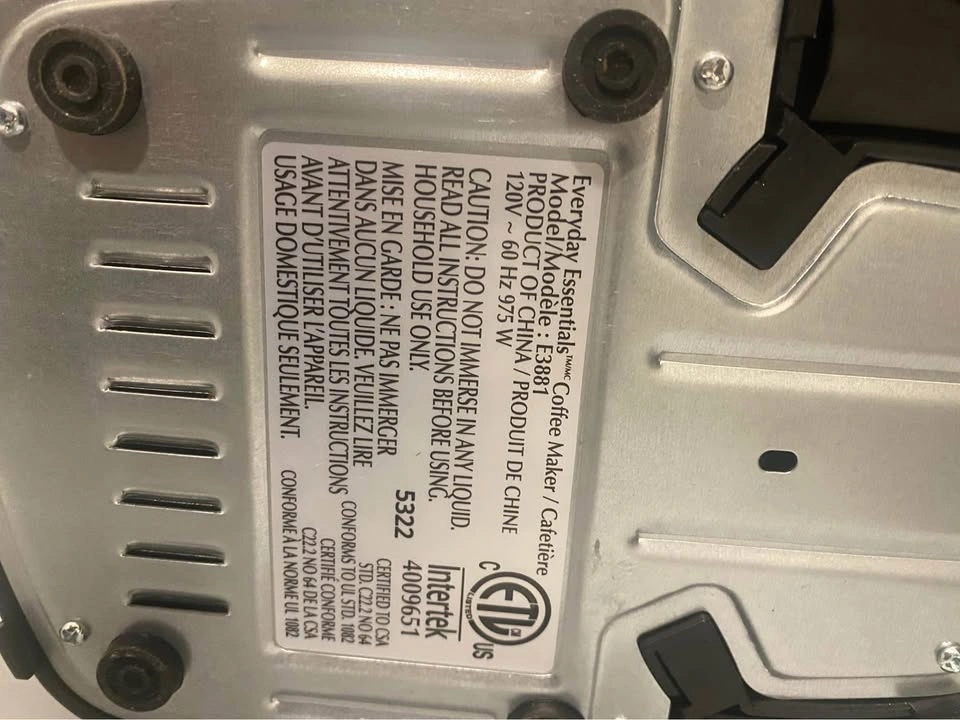 Everyday Essentials™/MC Coffee Maker / Cafetière
Model/Modèle : E3881
PRODUCT OF CHINA / PRODUIT DE CHINE
120V ~ 60 Hz 975 W
CAUTION: DO NOT IMMERSE IN ANY LIQUID.
READ ALL INSTRUCTIONS BEFORE USING.
HOUSEHOLD USE ONLY.
MISE EN GARDE : NE PAS IMMERGER
DANS AUCUN LIQUIDE. VEUILLEZ LIRE
ATTENTIVEMENT TOUTES LES INSTRUCTIONS
AVANT D'UTILISER L'APPAREIL.
USAGE DOMESTIQUE SEULEMENT.
5322
C ETL US
LISTED
Intertek
4009651
CERTIFIED TO CSA
STD. C22.2 NO 64
CONFORMS TO UL STD. 1082
CERTIFIÉ CONFORME
C22.2 NO 64 DE LA CSA
CONFORME À LA NORME UL 1082